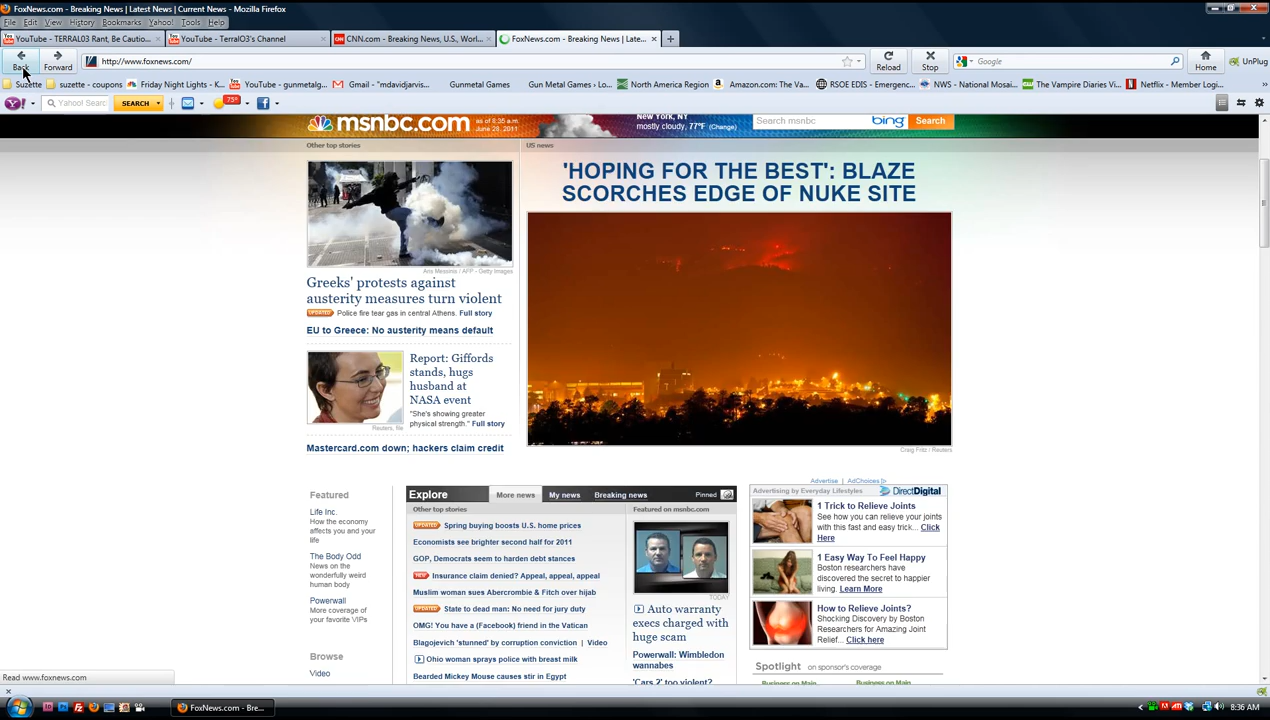 FoxNews.com - Breaking News | Latest News | Current News - Mozilla Firefox
File Edit View History Bookmarks Yahoo! Tools Help
YouTube - TERRAL03 Rant, Be Cautio...
YouTube - TerralO3's Channel
CNN.com - Breaking News, U.S., World...
FoxNews.com - Breaking News | Late...
Back Forward http://www.foxnews.com/ Google Reload Stop Home UnPlug
Suzette suzette - coupons Friday Night Lights - K... YouTube - gunmetalg... Gmail - "mdavidjarvis... Gunmetal Games Gun Metal Games - Lo... North America Region Amazon.com: The Va... RSOE EDIS - Emergenc... NWS - National Mosai... The Vampire Diaries Vi... Netflix - Member Logi...
Yahoo! Search SEARCH 75°
msnbc.com
as of 8:35 a.m.
June 28, 2011
New York, NY
mostly cloudy, 77°F (Change)
Search msnbc bing Search
Other top stories
US news
'HOPING FOR THE BEST': BLAZE
SCORCHES EDGE OF NUKE SITE
Aris Messinis / AFP - Getty Images
Greeks' protests against
austerity measures turn violent
UPDATED Police fire tear gas in central Athens. Full story
EU to Greece: No austerity means default
Report: Giffords
stands, hugs
husband at
NASA event
"She's showing greater
physical strength." Full story
Reuters, file
Mastercard.com down; hackers claim credit
Craig Fritz / Reuters
Featured
Life Inc.
How the economy
affects you and your
life
The Body Odd
News on the
wonderfully weird
human body
Powerwall
More coverage of
your favorite VIPs
Browse
Video
Explore More news My news Breaking news Pinned
Other top stories
UPDATED Spring buying boosts U.S. home prices
Economists see brighter second half for 2011
GOP, Democrats seem to harden debt stances
NEW Insurance claim denied? Appeal, appeal, appeal
Muslim woman sues Abercrombie & Fitch over hijab
UPDATED State to dead man: No need for jury duty
OMG! You have a (Facebook) friend in the Vatican
Blagojevich 'stunned' by corruption conviction | Video
Ohio woman sprays police with breast milk
Bearded Mickey Mouse causes stir in Egypt
Featured on msnbc.com
TODAY
Auto warranty
execs charged with
huge scam
Powerwall: Wimbledon
wannabes
'Cars 2' too violent?
Advertise | AdChoices
Advertising by Everyday Lifestyles DirectDigital
1 Trick to Relieve Joints
See how you can relieve your joints
with this fast and easy trick... Click
Here
1 Easy Way To Feel Happy
Boston researchers have
discovered the secret to happier
living. Learn More
How to Relieve Joints?
Shocking Discovery by Boston
Researchers for Amazing Joint
Relief... Click here
Spotlight on sponsor's coverage
Business on Main Business on Main
Read www.foxnews.com
FoxNews.com - Bre...
8:36 AM